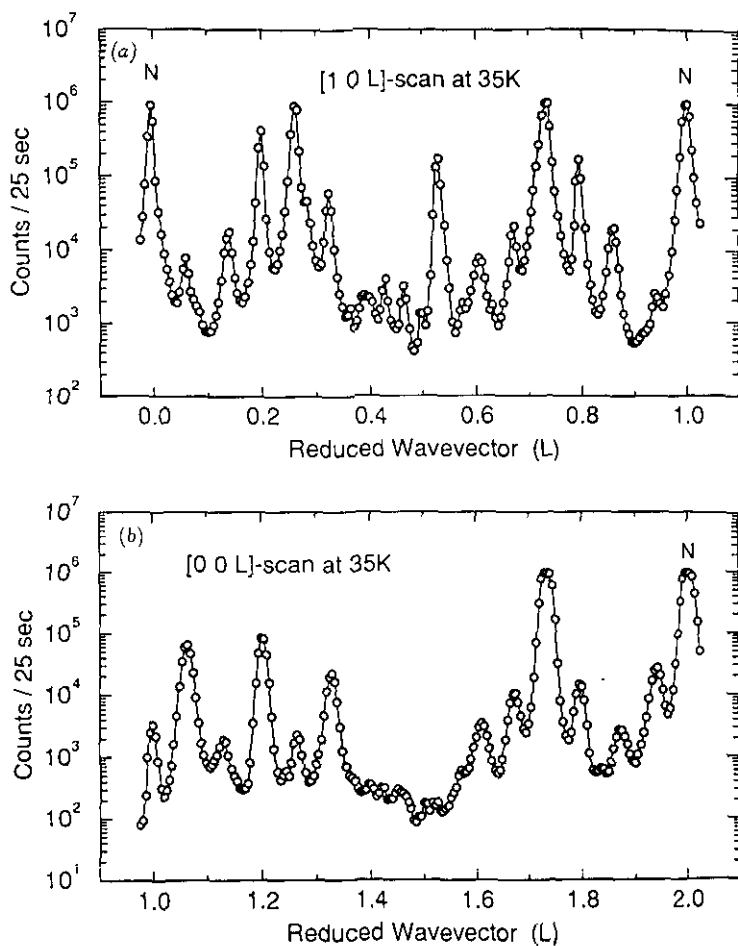 (a)
N
[1 0 L]-scan at 35K
N
10^7
10^6
10^5
10^4
10^3
10^2
Counts / 25 sec
0.0 0.2 0.4 0.6 0.8 1.0
Reduced Wavevector (L)
(b)
[0 0 L]-scan at 35K
N
10^7
10^6
10^5
10^4
10^3
10^2
10^1
Counts / 25 sec
1.0 1.2 1.4 1.6 1.8 2.0
Reduced Wavevector (L)